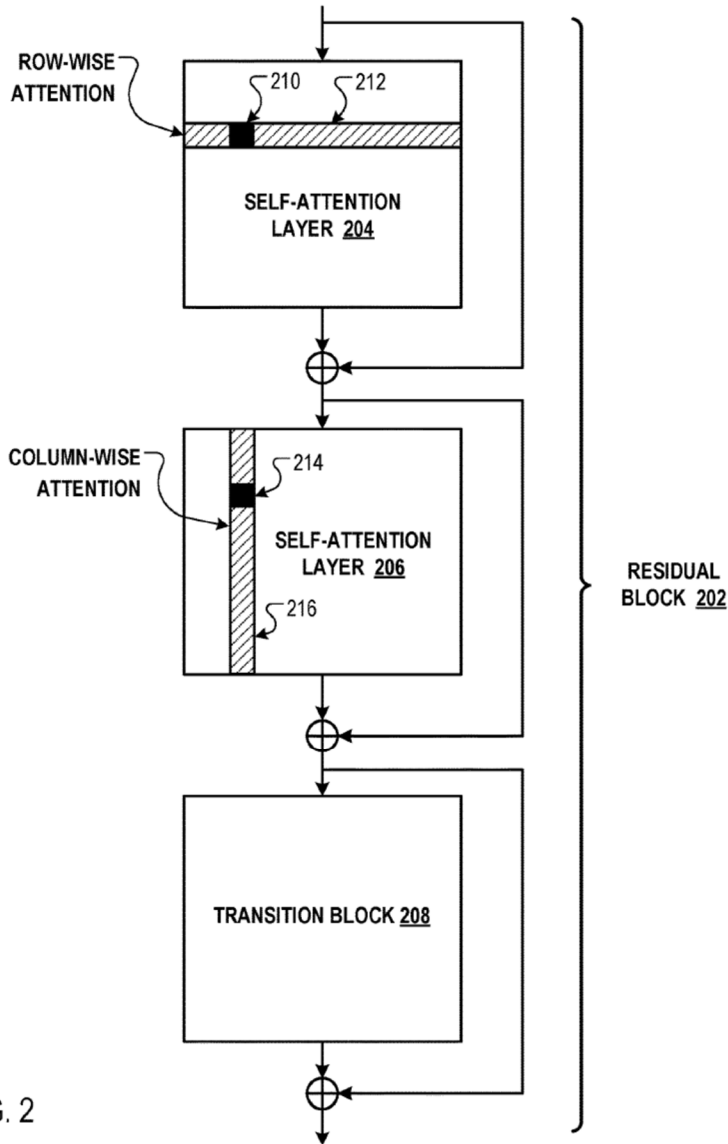 ROW-WISE
ATTENTION
210
212
SELF-ATTENTION
LAYER 204
COLUMN-WISE
ATTENTION
214
SELF-ATTENTION
LAYER 206
216
RESIDUAL
BLOCK 202
TRANSITION BLOCK 208
G. 2